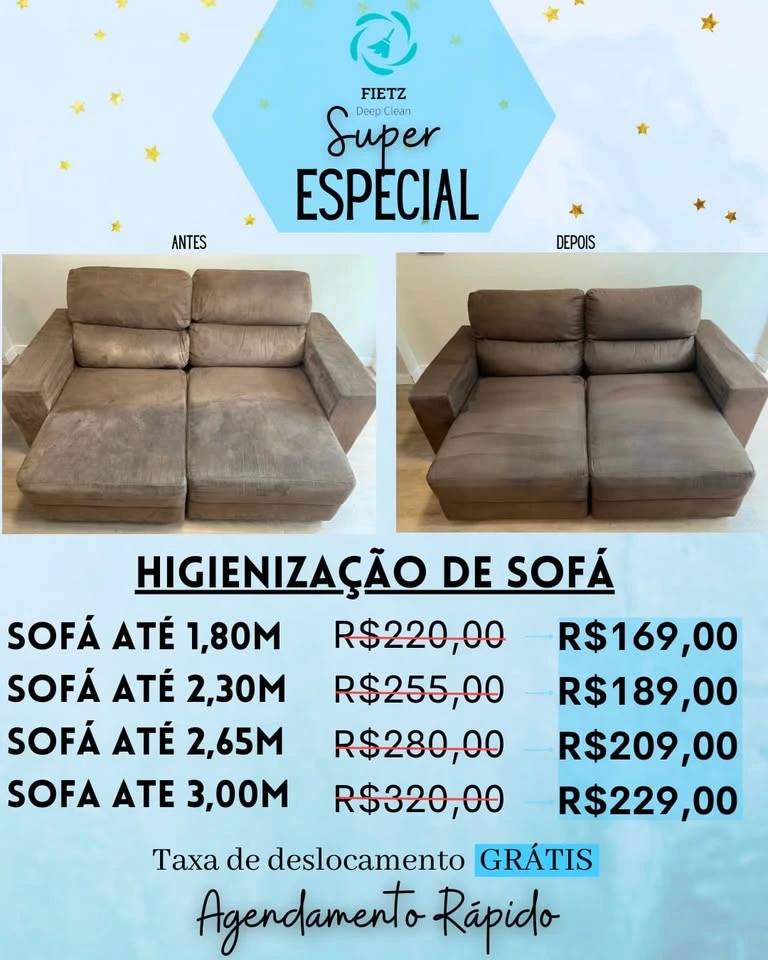 FIETZ
Deep Clean
Super
ESPECIAL
ANTES
DEPOIS
HIGIENIZAÇÃO DE SOFÁ
SOFÁ ATÉ 1,80M R$220,00 R$169,00
SOFÁ ATÉ 2,30M R$255,00 R$189,00
SOFÁ ATÉ 2,65M R$280,00 R$209,00
SOFA ATE 3,00M R$320,00 R$229,00
Taxa de deslocamento GRÁTIS
Agendamento Rápido